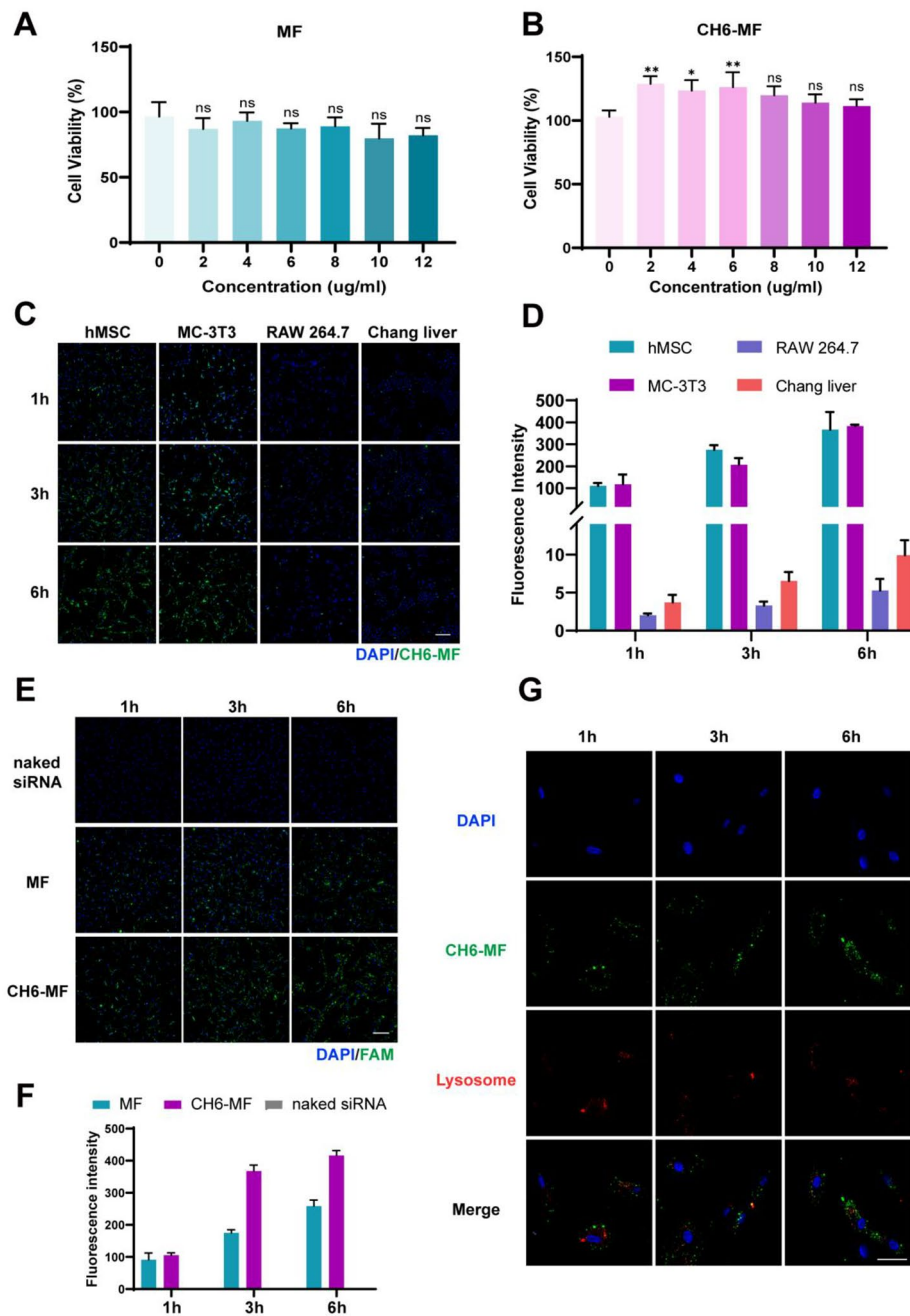 A
MF
Cell Viability (%)
150
100
50
0
ns
ns
ns
ns
ns
ns
0 2 4 6 8 10 12
Concentration (ug/ml)
B
CH6-MF
Cell Viability (%)
150
100
50
0
**
*
**
ns
ns
ns
0 2 4 6 8 10 12
Concentration (ug/ml)
C
hMSC MC-3T3 RAW 264.7 Chang liver
1h
3h
6h
DAPI/CH6-MF
D
hMSC RAW 264.7
MC-3T3 Chang liver
Fluorescence Intensity
500
400
300
200
100
10
5
0
1h 3h 6h
E
1h 3h 6h
naked
siRNA
MF
CH6-MF
DAPI/FAM
F
MF CH6-MF naked siRNA
Fluorescence intensity
500
400
300
200
100
0
1h 3h 6h
G
1h 3h 6h
DAPI
CH6-MF
Lysosome
Merge